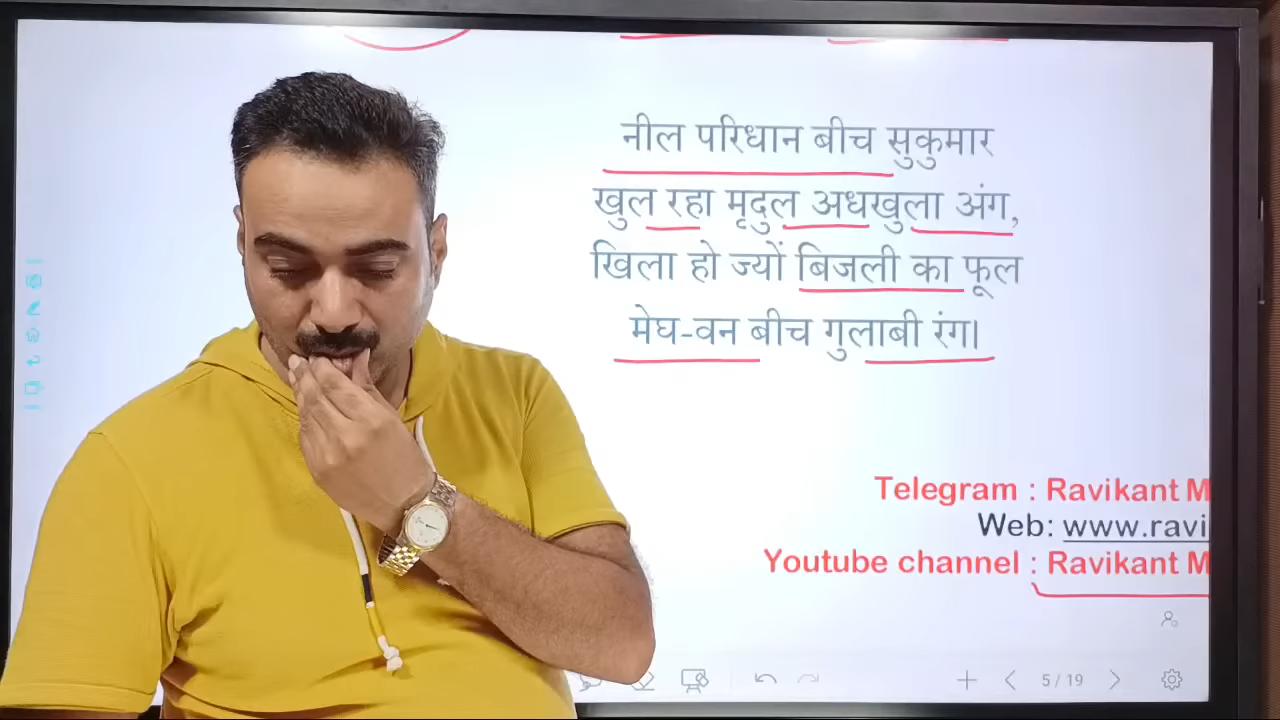 नील परिधान बीच सुकुमार
खुल रहा मृदुल अधखुला अंग,
खिला हो ज्यों बिजली का फूल
मेघ-वन बीच गुलाबी रंग।
Telegram : Ravikant M
Web: www.ravi
Youtube channel : Ravikant M
5/19